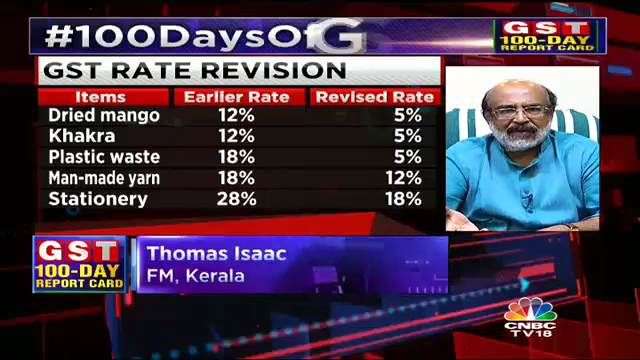 #100DaysOfG
GST
100-DAY
REPORT CARD
GST RATE REVISION
Items Earlier Rate Revised Rate
Dried mango 12% 5%
Khakra 12% 5%
Plastic waste 18% 5%
Man-made yarn 18% 12%
Stationery 28% 18%
GST
100-DAY
REPORT CARD
Thomas Isaac
FM, Kerala
CNBC
TV18